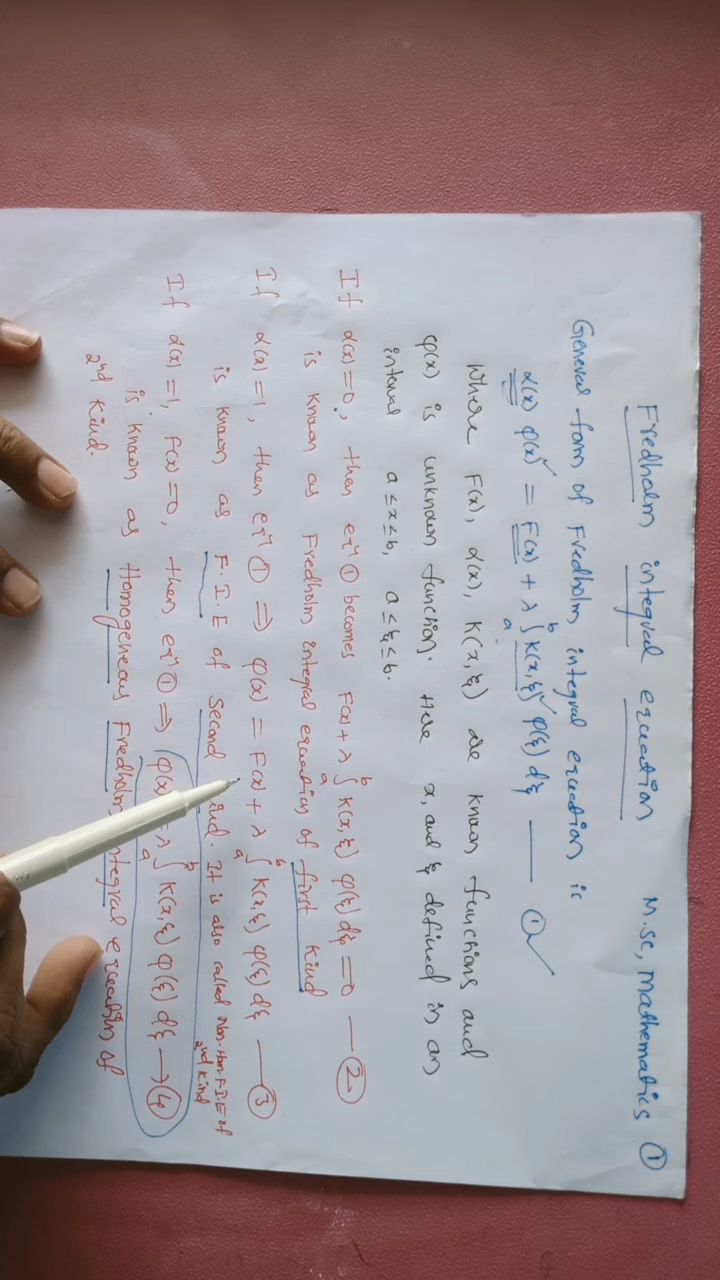 Fredholm integral equation M.Sc, mathematics ①
General form of Fredholm integral equation is
α(x) φ(x) = F(x) + λ ∫ₐᵇ K(x,ξ) φ(ξ) dξ — ①
Where F(x), α(x), K(x,ξ) are known functions and
φ(x) is unknown function. Here x, and ξ defined in an
interval a ≤ x ≤ b, a ≤ ξ ≤ b.
If α(x) = 0, then eqⁿ ① becomes F(x) + λ ∫ₐᵇ K(x,ξ) φ(ξ) dξ = 0 — ②
is known as Fredholm integral equation of first kind
If α(x) = 1, then eqⁿ ① ⇒ φ(x) = F(x) + λ ∫ₐᵇ K(x,ξ) φ(ξ) dξ — ③
is known as F.I.E of second kind. It is also called Non-Hom. F.I.E of
2nd kind
If α(x) = 1, F(x) = 0, then eqⁿ ① ⇒ φ(x) = λ ∫ₐᵇ K(x,ξ) φ(ξ) dξ → ④
is known as Homogeneous Fredholm integral equation of
2nd kind.